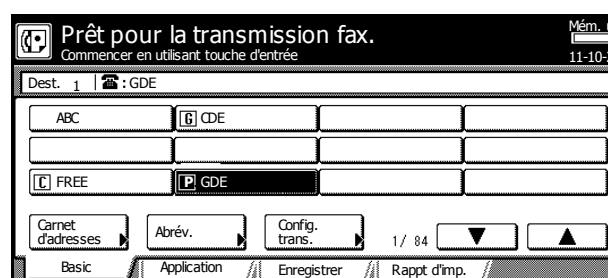 Prêt pour la transmission fax.
Commencer en utilisant touche d'entrée
Mém.
11-10-
Dest. 1 : GDE
ABC
G CDE
C FREE
P GDE
Carnet d'adresses
Abrév.
Config. trans.
1/ 84
Basic
Application
Enregistrer
Rappt d'imp.